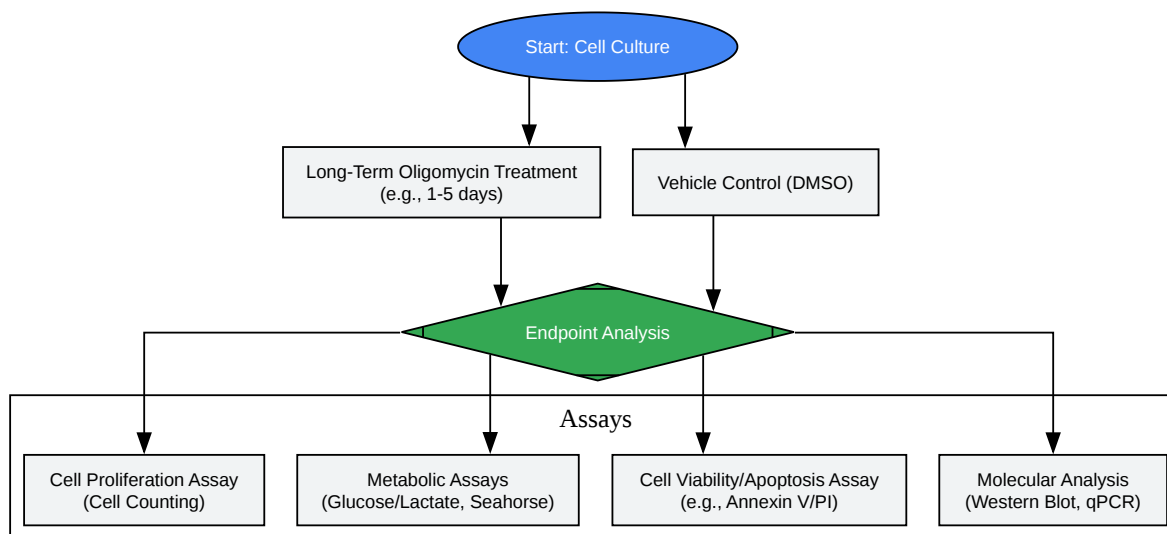 Start: Cell Culture
Long-Term Oligomycin Treatment
(e.g., 1-5 days)
Vehicle Control (DMSO)
Endpoint Analysis
Assays
Cell Proliferation Assay
(Cell Counting)
Metabolic Assays
(Glucose/Lactate, Seahorse)
Cell Viability/Apoptosis Assay
(e.g., Annexin V/PI)
Molecular Analysis
(Western Blot, qPCR)